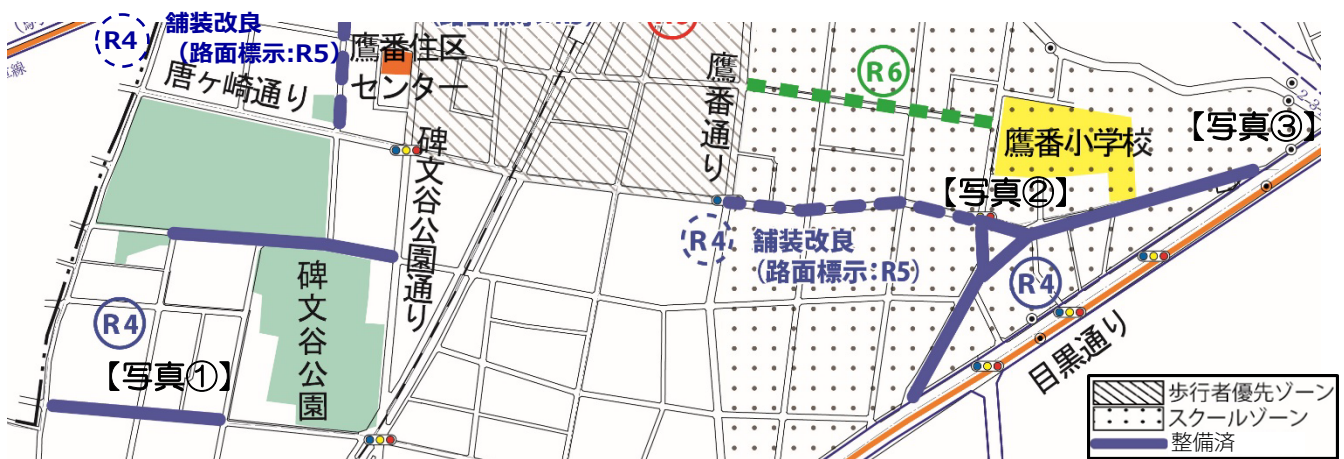 舗装改良
(路面標示:R5)
R4
鷹番住区
センター
唐ヶ崎通り
碑文谷公園通り
鷹番通り
R6
鷹番小学校
【写真③】
【写真②】
R4
舗装改良
(路面標示:R5)
R4
目黒通り
R4
碑文谷公園
【写真①】
歩行者優先ゾーン
スクールゾーン
整備済